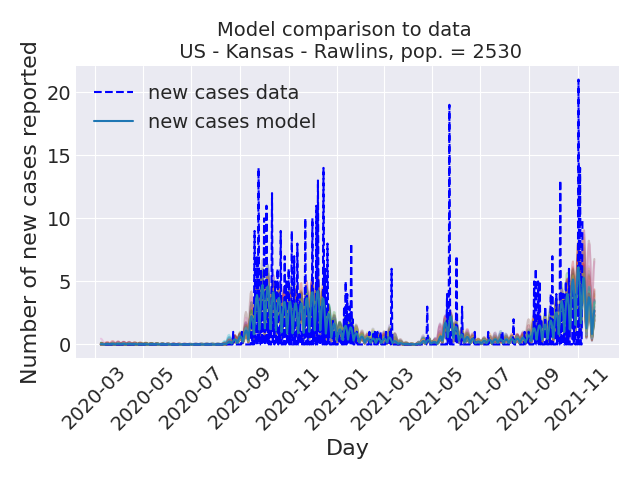 Model comparison to data
US - Kansas - Rawlins, pop. = 2530
Number of new cases reported
20
15
10
5
0
new cases data
new cases model
2020-03
2020-05
2020-07
2020-09
2020-11
2021-01
2021-03
2021-05
2021-07
2021-09
2021-11
Day